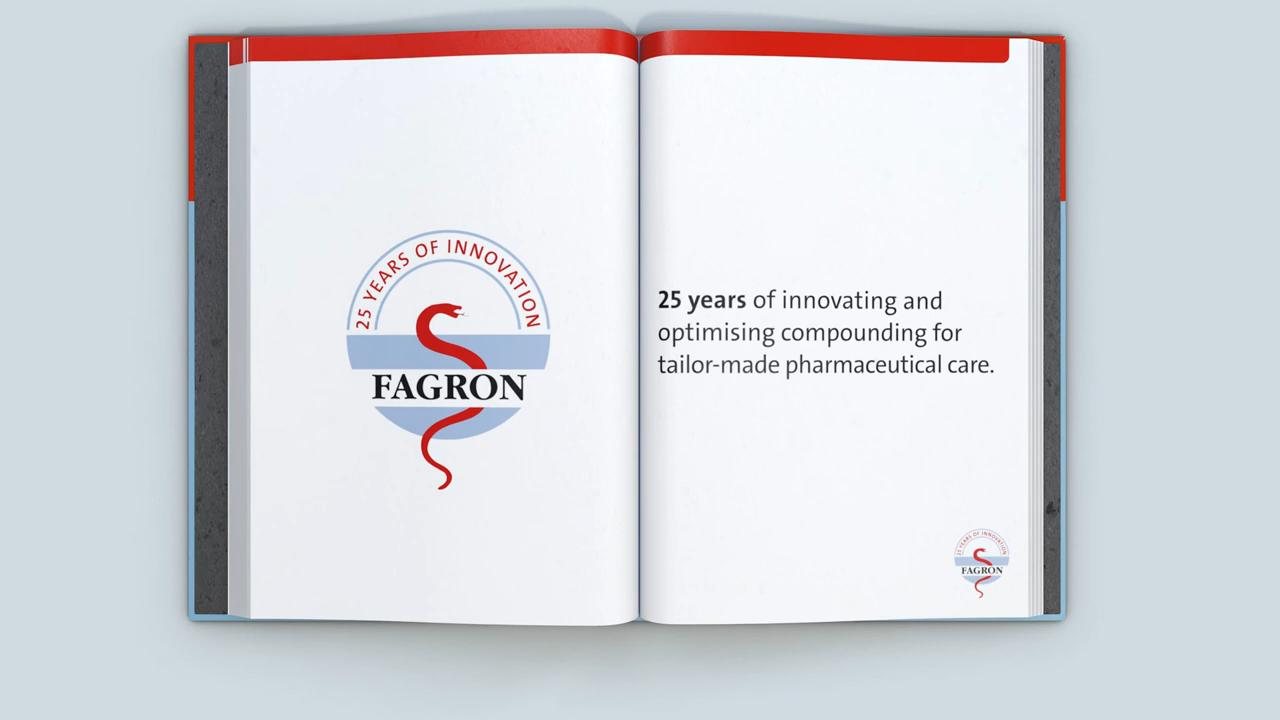 25 YEARS OF INNOVATION
FAGRON
25 years of innovating and
optimising compounding for
tailor-made pharmaceutical care.
25 YEARS OF INNOVATION
FAGRON